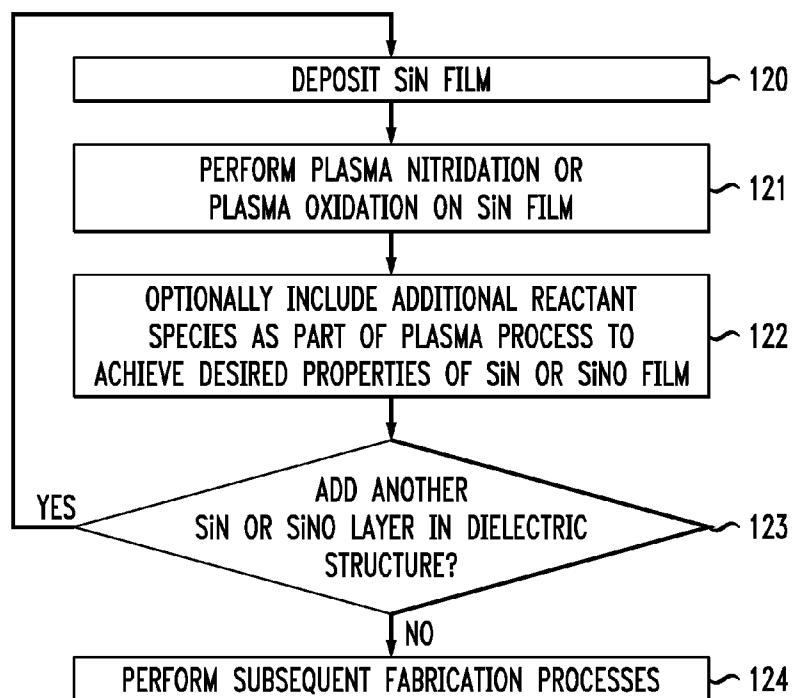 DEPOSIT SiN FILM
120
PERFORM PLASMA NITRIDATION OR
PLASMA OXIDATION ON SiN FILM
121
OPTIONALLY INCLUDE ADDITIONAL REACTANT
SPECIES AS PART OF PLASMA PROCESS TO
ACHIEVE DESIRED PROPERTIES OF SiN OR SiNO FILM
122
YES
ADD ANOTHER
SiN OR SiNO LAYER IN DIELECTRIC
STRUCTURE?
123
NO
PERFORM SUBSEQUENT FABRICATION PROCESSES
124